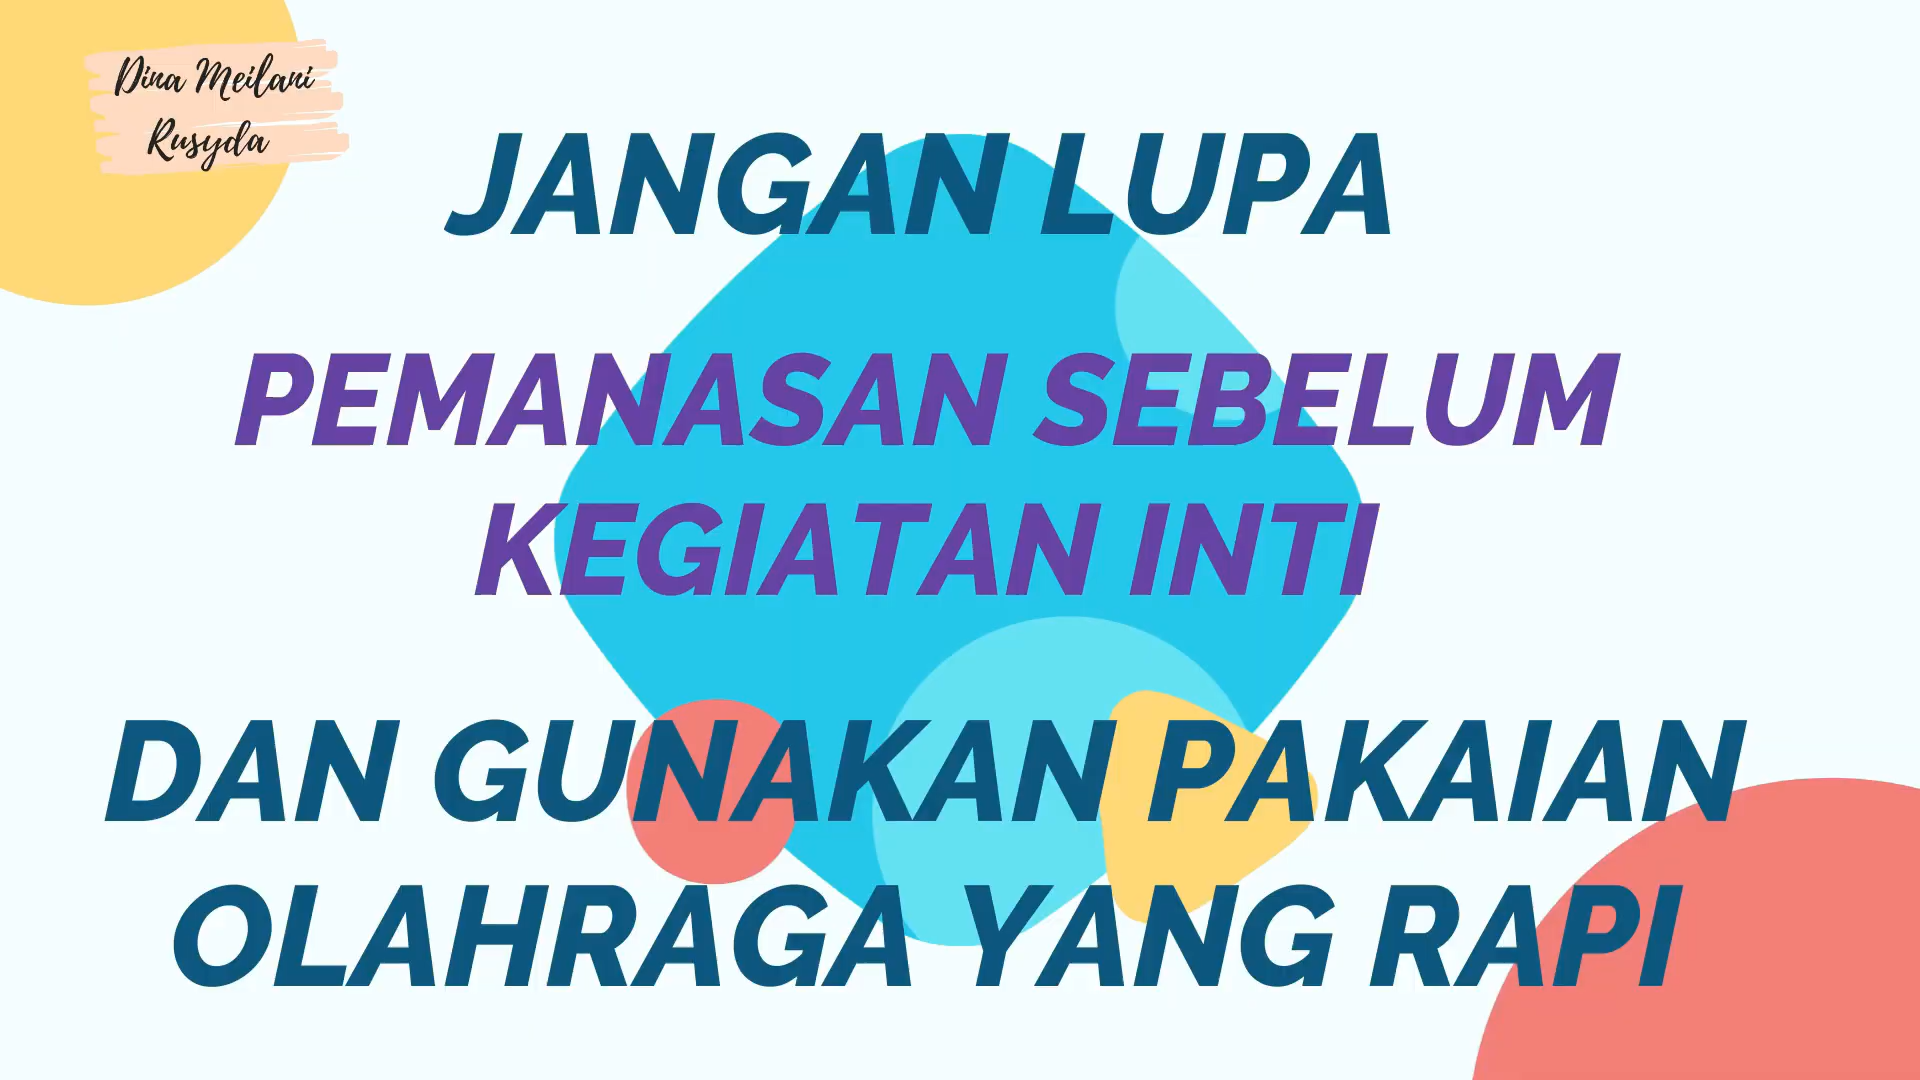 Dina Meilani
Rusyda
JANGAN LUPA
PEMANASAN SEBELUM
KEGIATAN INTI
DAN GUNAKAN PAKAIAN
OLAHRAGA YANG RAPI